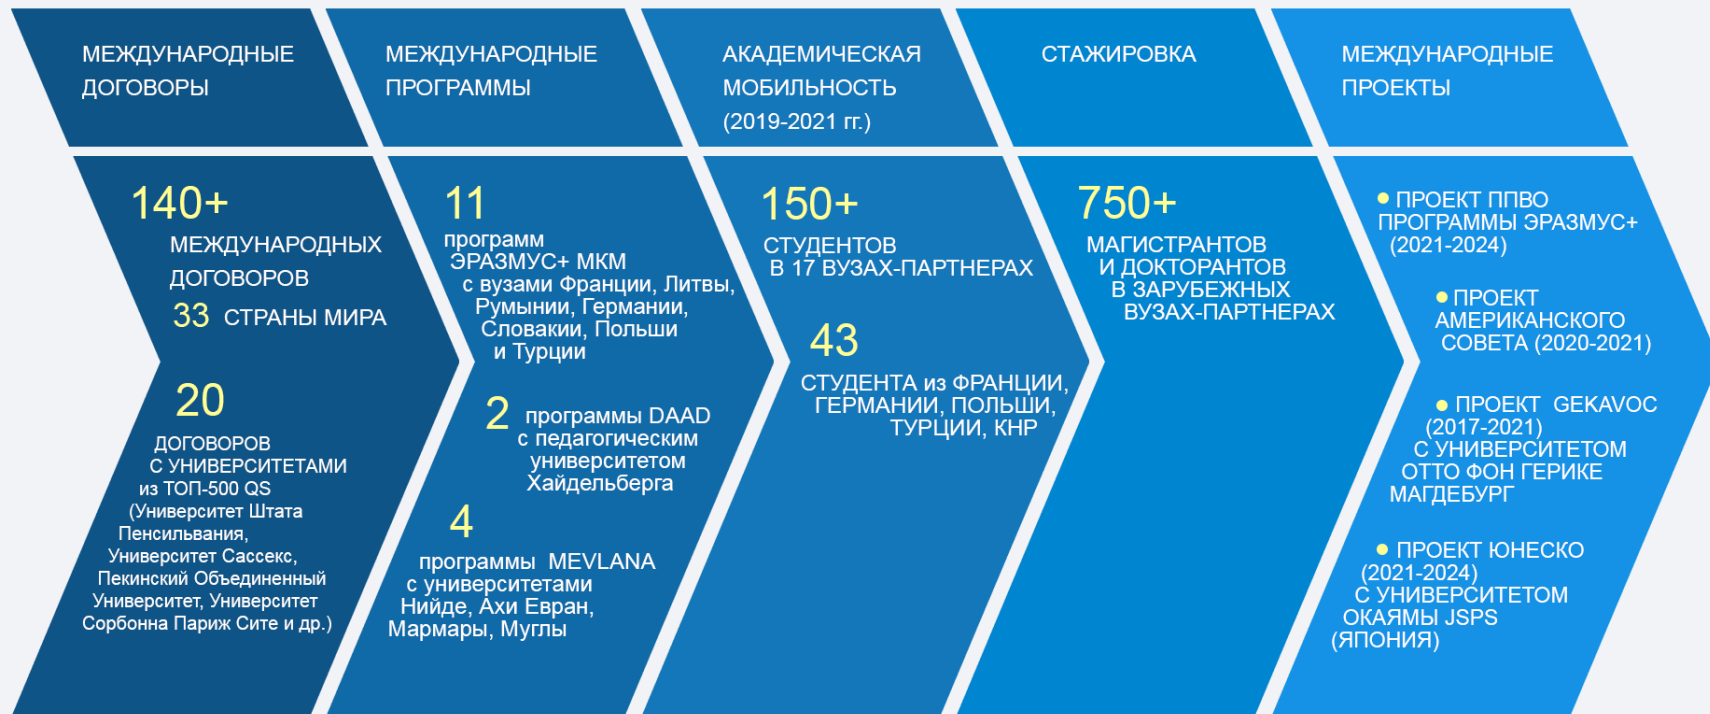 МЕЖДУНАРОДНЫЕ
ДОГОВОРЫ
140+
МЕЖДУНАРОДНЫХ
ДОГОВОРОВ
33 СТРАНЫ МИРА
20
ДОГОВОРОВ
С УНИВЕРСИТЕТАМИ
из ТОП-500 QS
(Университет Штата
Пенсильвания,
Университет Сассекс,
Пекинский Объединенный
Университет, Университет
Сорбонна Париж Сите и др.)
МЕЖДУНАРОДНЫЕ
ПРОГРАММЫ
11
программ
ЭРАЗМУС+ МКМ
с вузами Франции, Литвы,
Румынии, Германии,
Словакии, Польши
и Турции
2 программы DAAD
с педагогическим
университетом
Хайдельберга
4
программы MEVLANA
с университетами
Нийде, Ахи Евран,
Мармары, Муглы
АКАДЕМИЧЕСКАЯ
МОБИЛЬНОСТЬ
(2019-2021 гг.)
150+
СТУДЕНТОВ
В 17 ВУЗАХ-ПАРТНЕРАХ
43
СТУДЕНТА из ФРАНЦИИ,
ГЕРМАНИИ, ПОЛЬШИ,
ТУРЦИИ, КНР
СТАЖИРОВКА
750+
МАГИСТРАНТОВ
И ДОКТОРАНТОВ
В ЗАРУБЕЖНЫХ
ВУЗАХ-ПАРТНЕРАХ
МЕЖДУНАРОДНЫЕ
ПРОЕКТЫ
• ПРОЕКТ ППВО
ПРОГРАММЫ ЭРАЗМУС+
(2021-2024)
• ПРОЕКТ
АМЕРИКАНСКОГО
СОВЕТА (2020-2021)
• ПРОЕКТ GEKAVOC
(2017-2021)
С УНИВЕРСИТЕТОМ
ОТТО ФОН ГЕРИКЕ
МАГДЕБУРГ
• ПРОЕКТ ЮНЕСКО
(2021-2024)
С УНИВЕРСИТЕТОМ
ОКАЯМЫ JSPS
(ЯПОНИЯ)